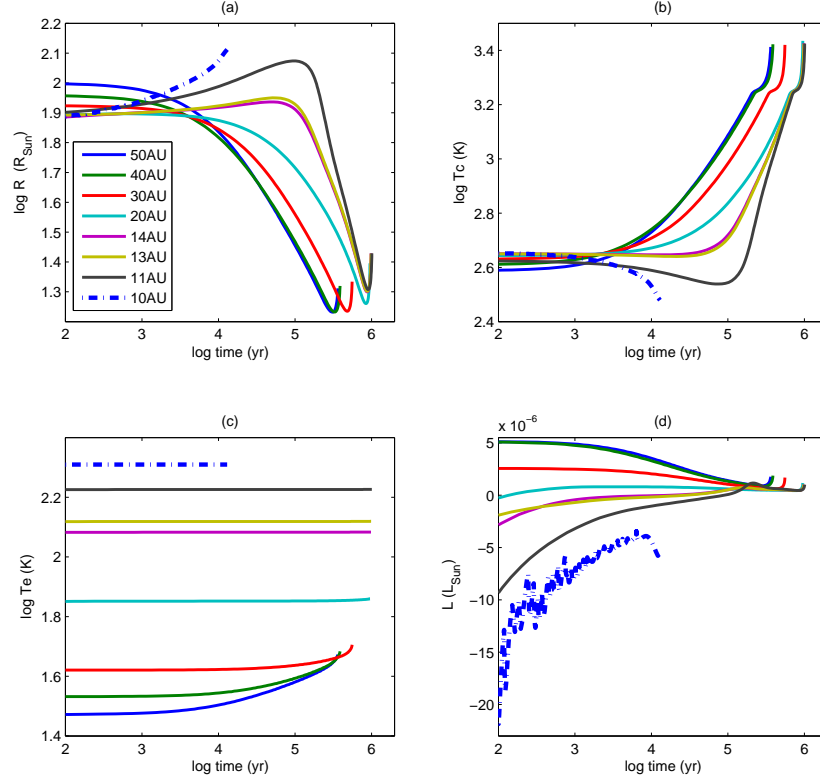 (a)
2.2
2.1
2
1.9
1.8
1.7
1.6
1.5
1.4
1.3
log R (R_Sun)
50AU
40AU
30AU
20AU
14AU
13AU
11AU
10AU
2 3 4 5 6
log time (yr)
(b)
3.4
3.2
3
2.8
2.6
2.4
log Tc (K)
2 3 4 5 6
log time (yr)
(c)
2.2
2
1.8
1.6
1.4
log Te (K)
2 3 4 5 6
log time (yr)
(d)
x 10^-6
5
0
-5
-10
-15
-20
L (L_Sun)
2 3 4 5 6
log time (yr)